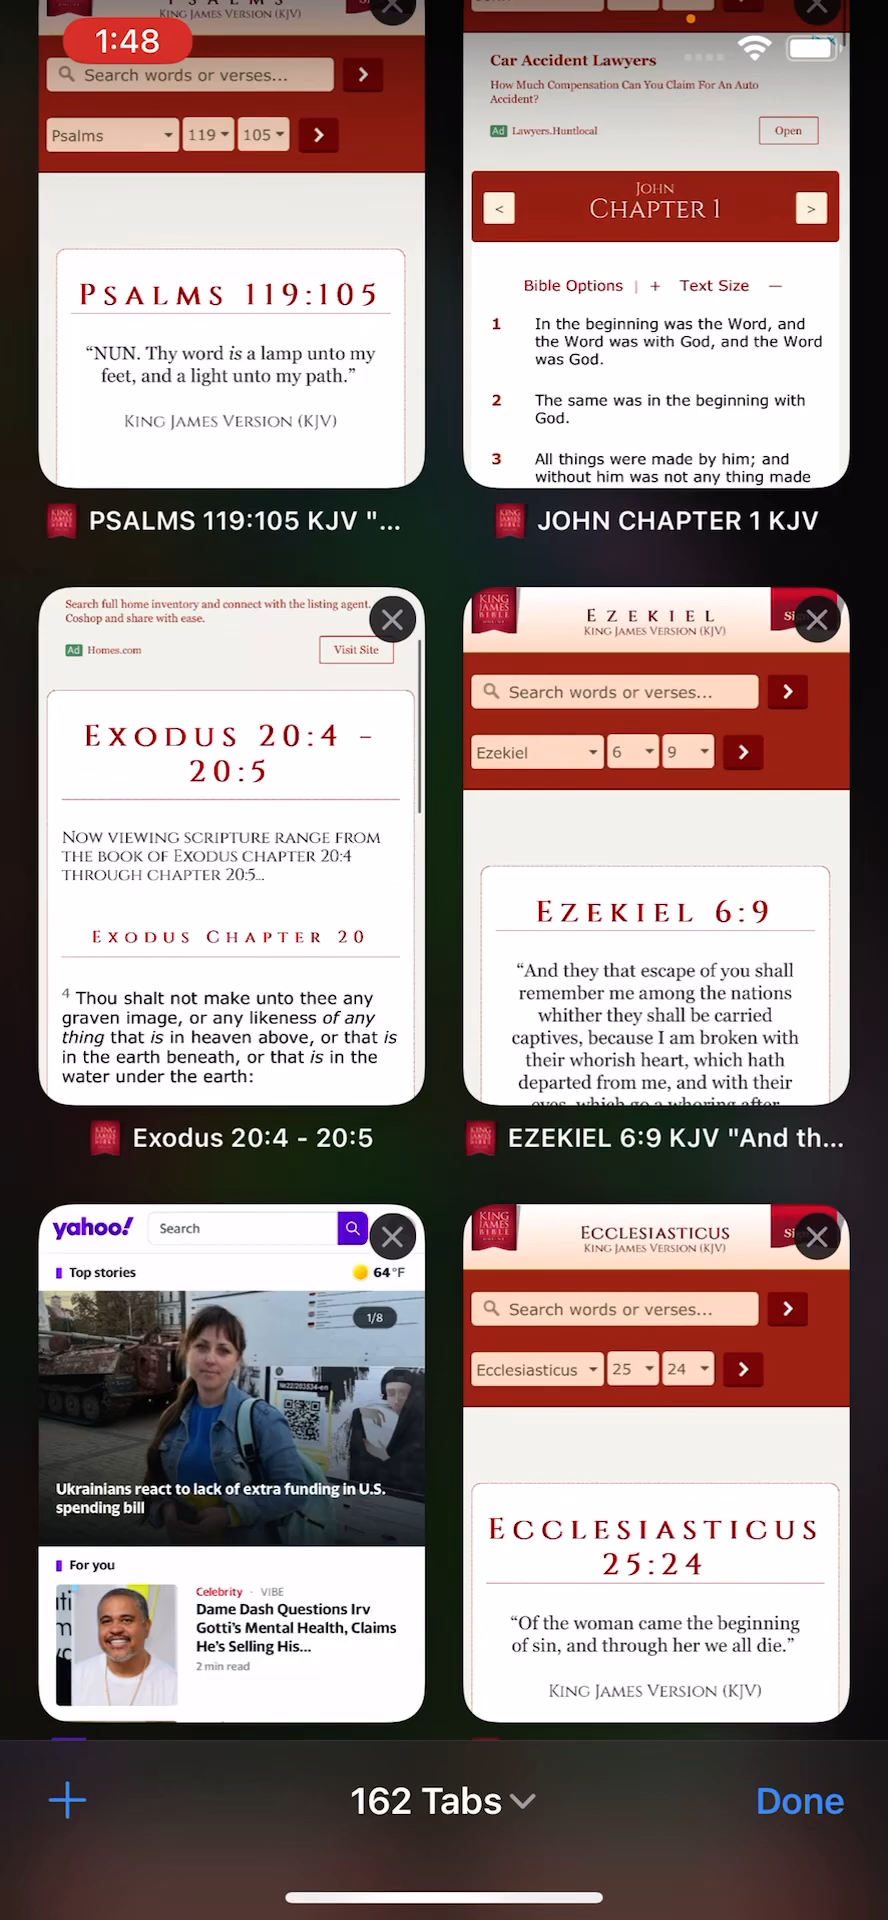 PSALMS
KING JAMES VERSION (KJV)
1:48
Search words or verses...
Psalms 119 105
PSALMS 119:105
“NUN. Thy word is a lamp unto my
feet, and a light unto my path.”
KING JAMES VERSION (KJV)
PSALMS 119:105 KJV "...
Car Accident Lawyers
How Much Compensation Can You Claim For An Auto
Accident?
Ad Lawyers.Huntlocal
Open
JOHN
< CHAPTER 1 >
Bible Options | + Text Size —
1 In the beginning was the Word, and
the Word was with God, and the Word
was God.
2 The same was in the beginning with
God.
3 All things were made by him; and
without him was not any thing made
JOHN CHAPTER 1 KJV
Search full home inventory and connect with the listing agent.
Coshop and share with ease.
Ad Homes.com
Visit Site
EXODUS 20:4 -
20:5
NOW VIEWING SCRIPTURE RANGE FROM
THE BOOK OF EXODUS CHAPTER 20:4
THROUGH CHAPTER 20:5...
EXODUS CHAPTER 20
4 Thou shalt not make unto thee any
graven image, or any likeness of any
thing that is in heaven above, or that is
in the earth beneath, or that is in the
water under the earth:
Exodus 20:4 - 20:5
KING
JAMES
BIBLE
EZEKIEL
KING JAMES VERSION (KJV)
Search words or verses...
Ezekiel 6 9
EZEKIEL 6:9
“And they that escape of you shall
remember me among the nations
whither they shall be carried
captives, because I am broken with
their whorish heart, which hath
departed from me, and with their
eyes, which go a whoring after
EZEKIEL 6:9 KJV "And th...
yahoo!
Search
Top stories
64°F
1/8
Ukrainians react to lack of extra funding in U.S.
spending bill
For you
Celebrity · VIBE
Dame Dash Questions Irv
Gotti’s Mental Health, Claims
He’s Selling His...
2 min read
KING
JAMES
BIBLE
ECCLESIASTICUS
KING JAMES VERSION (KJV)
Search words or verses...
Ecclesiasticus 25 24
ECCLESIASTICUS
25:24
“Of the woman came the beginning
of sin, and through her we all die.”
KING JAMES VERSION (KJV)
162 Tabs
Done